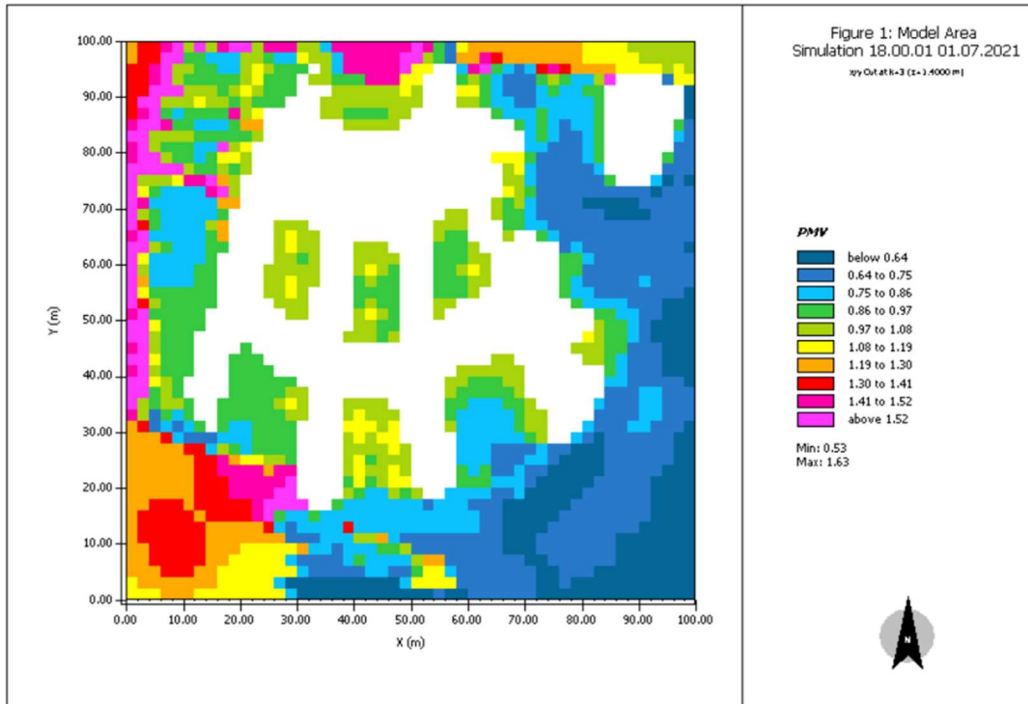 Figure 1: Model Area
Simulation 18.00.01 01.07.2021
x/y Cut at k=3 (z=1.4000 m)
100.00
90.00
80.00
70.00
60.00
50.00
40.00
30.00
20.00
10.00
0.00
Y (m)
0.00 10.00 20.00 30.00 40.00 50.00 60.00 70.00 80.00 90.00 100.00
X (m)
PMV
below 0.64
0.64 to 0.75
0.75 to 0.86
0.86 to 0.97
0.97 to 1.08
1.08 to 1.19
1.19 to 1.30
1.30 to 1.41
1.41 to 1.52
above 1.52
Min: 0.53
Max: 1.63
N